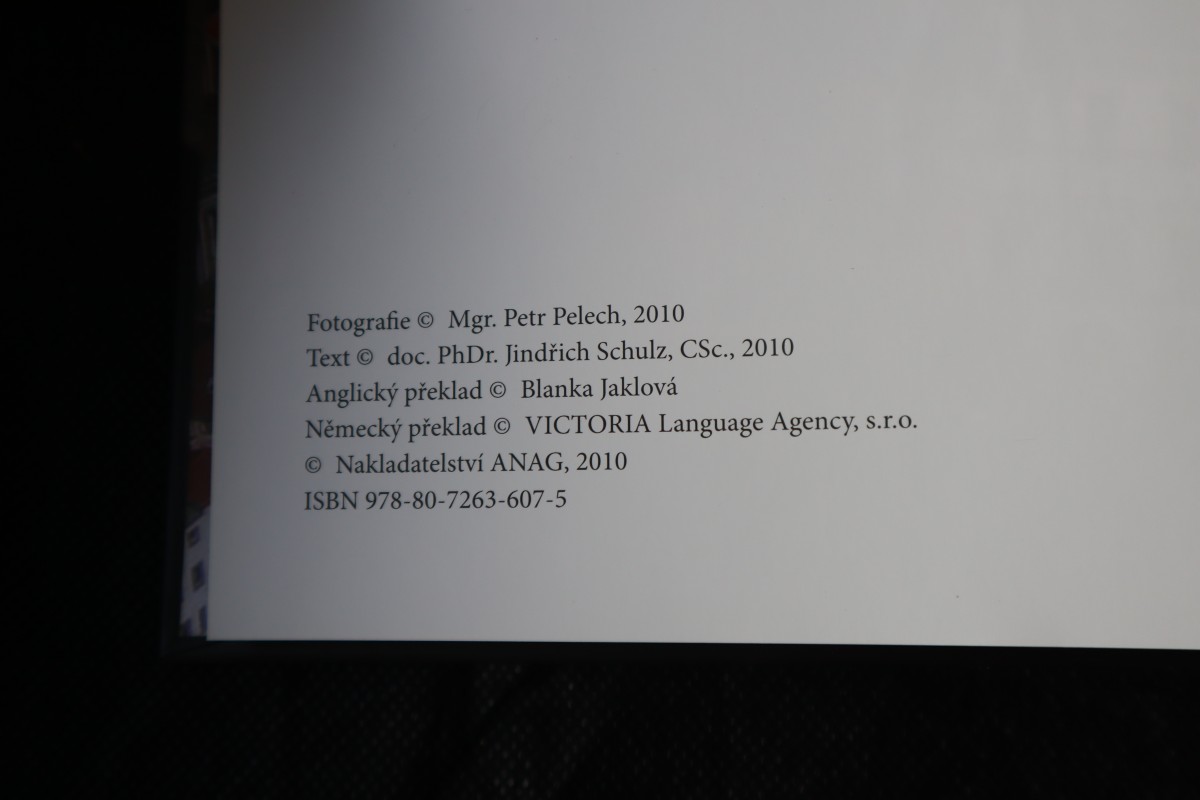 Fotografie © Mgr. Petr Pelech, 2010
Text © doc. PhDr. Jindřich Schulz, CSc., 2010
Anglický překlad © Blanka Jaklová
Německý překlad © VICTORIA Language Agency, s.r.o.
© Nakladatelství ANAG, 2010
ISBN 978-80-7263-607-5